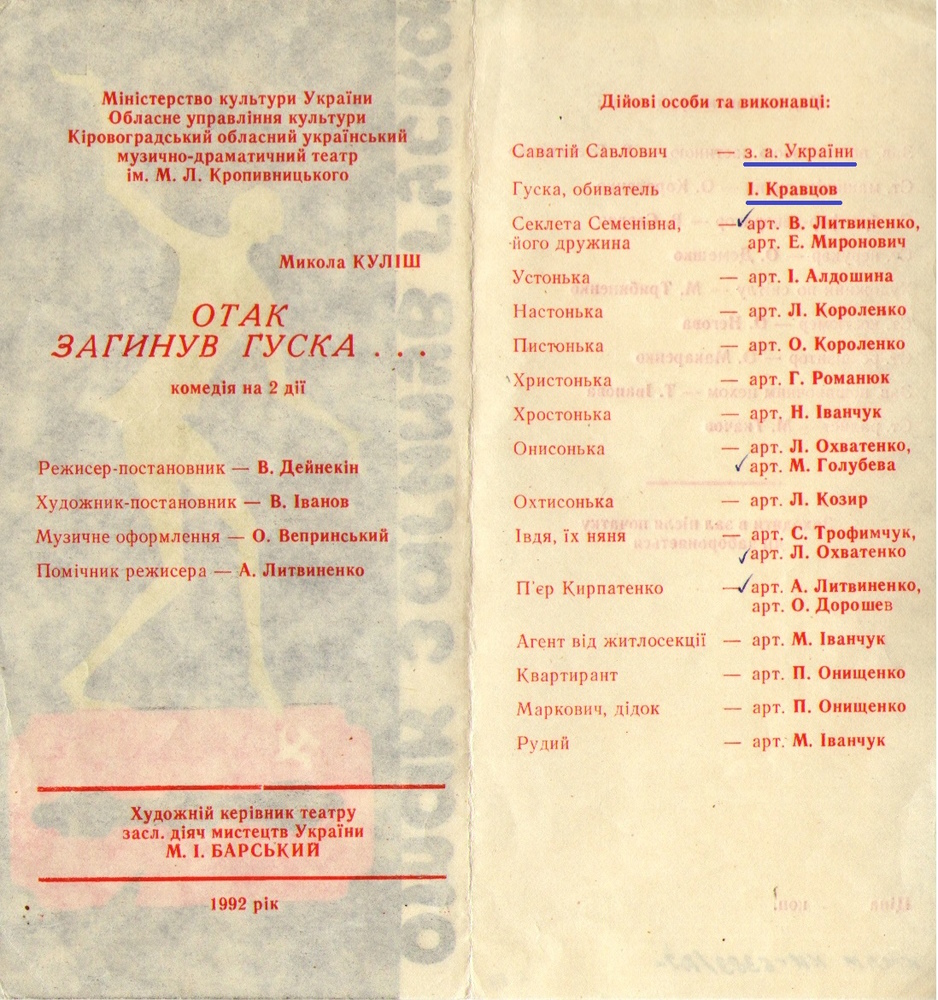 Міністерство культури України
Обласне управління культури
Кіровоградський обласний український
музично-драматичний театр
ім. М. Л. Кропивницького
Микола КУЛІШ
ОТАК
ЗАГИНУВ ГУСКА . . .
комедія на 2 дії
Режисер-постановник — В. Дейнекін
Художник-постановник — В. Іванов
Музичне оформлення — О. Вепринський
Помічник режисера — А. Литвиненко
Художній керівник театру
засл. діяч мистецтв України
М. І. БАРСЬКИЙ
1992 рік
Дійові особи та виконавці:
Саватій Савлович — з. а. України
Гуска, обиватель І. Кравцов
Секлета Семенівна, — арт. В. Литвиненко,
його дружина арт. Е. Миронович
Устонька — арт. І. Алдошина
Настонька — арт. Л. Короленко
Пистонька — арт. О. Короленко
Христонька — арт. Г. Романюк
Хростонька — арт. Н. Іванчук
Онисонька — арт. Л. Охватенко,
арт. М. Голубева
Охтисонька — арт. Л. Козир
Івдя, їх няня — арт. С. Трофимчук,
арт. Л. Охватенко
П'єр Кирпатенко — арт. А. Литвиненко,
арт. О. Дорошев
Агент від житлосекції — арт. М. Іванчук
Квартирант — арт. П. Онищенко
Маркович, дідок — арт. П. Онищенко
Рудий — арт. М. Іванчук